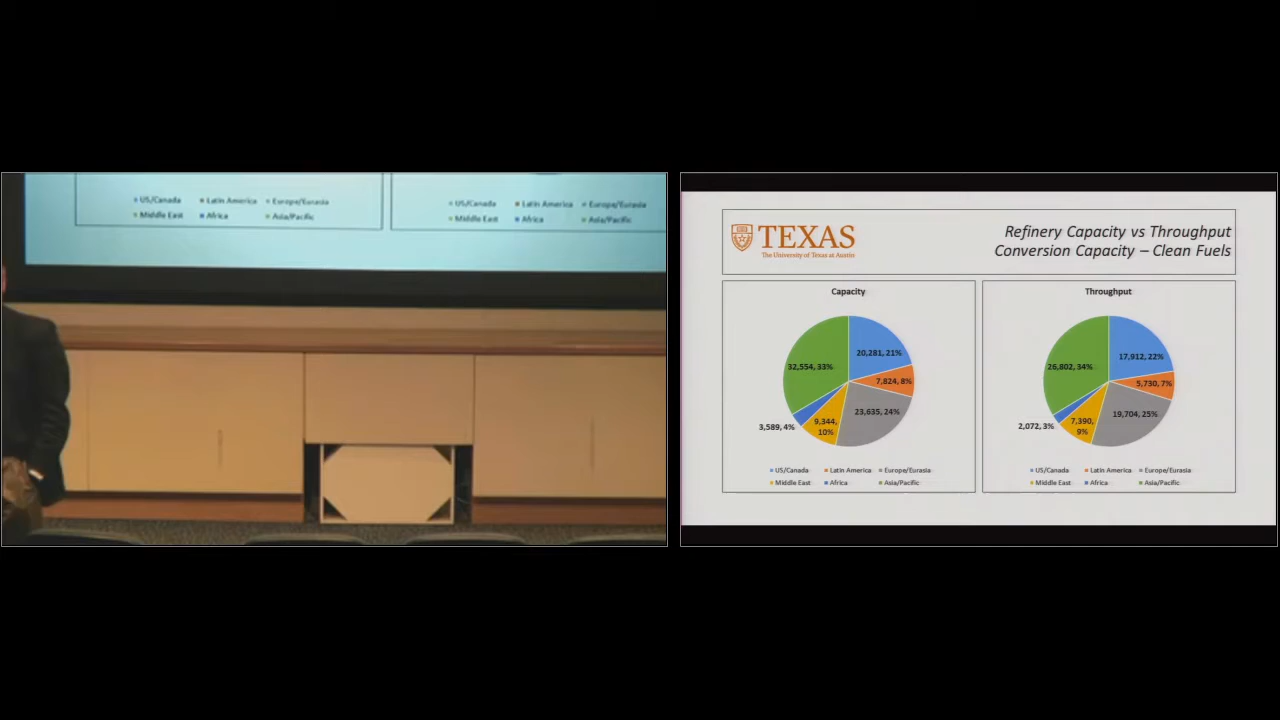 US/Canada Latin America Europe/Eurasia
Middle East Africa Asia/Pacific
US/Canada Latin America Europe/Eurasia
Middle East Africa Asia/Pacific
TEXAS
The University of Texas at Austin
Refinery Capacity vs Throughput
Conversion Capacity – Clean Fuels
Capacity
20,281, 21%
7,824, 8%
23,635, 24%
9,344,
10%
3,589, 4%
32,554, 33%
US/Canada Latin America Europe/Eurasia
Middle East Africa Asia/Pacific
Throughput
17,912, 22%
5,730, 7%
19,704, 25%
7,390,
9%
2,072, 3%
26,802, 34%
US/Canada Latin America Europe/Eurasia
Middle East Africa Asia/Pacific